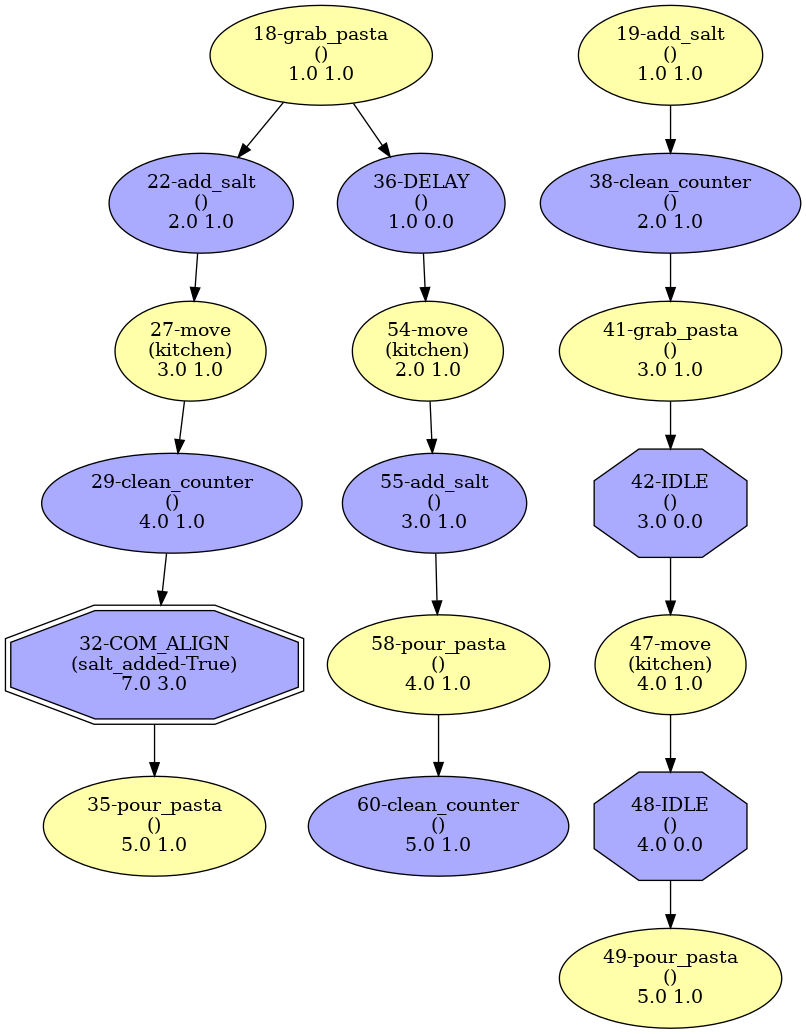 18-grab_pasta
()
1.0 1.0
19-add_salt
()
1.0 1.0
22-add_salt
()
2.0 1.0
36-DELAY
()
1.0 0.0
38-clean_counter
()
2.0 1.0
27-move
(kitchen)
3.0 1.0
54-move
(kitchen)
2.0 1.0
41-grab_pasta
()
3.0 1.0
29-clean_counter
()
4.0 1.0
55-add_salt
()
3.0 1.0
42-IDLE
()
3.0 0.0
32-COM_ALIGN
(salt_added-True)
7.0 3.0
58-pour_pasta
()
4.0 1.0
47-move
(kitchen)
4.0 1.0
35-pour_pasta
()
5.0 1.0
60-clean_counter
()
5.0 1.0
48-IDLE
()
4.0 0.0
49-pour_pasta
()
5.0 1.0